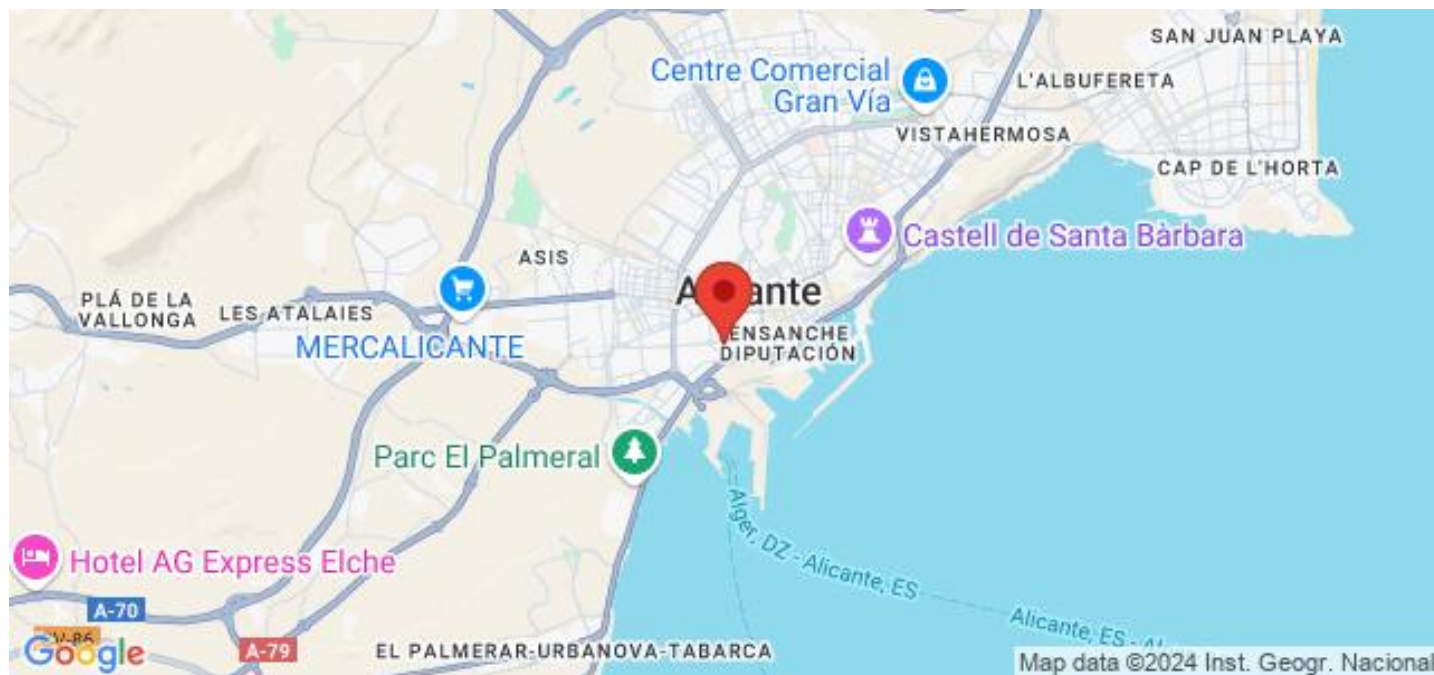 SAN JUAN PLAYA
Centre Comercial
Gran Vía
L'ALBUFERETA
VISTAHERMOSA
CAP DE L'HORTA
Castell de Santa Bàrbara
ASIS
PLÁ DE LA
VALLONGA
LES ATALAIES
MERCALICANTE
ENSANCHE
DIPUTACIÓN
Parc El Palmeral
Alger, DZ - Alicante, ES
Hotel AG Express Elche
A-70
A-79
Google
EL PALMERAR-URBANOVA-TABARCA
Alicante, ES -
Map data ©2024 Inst. Geogr. Nacional